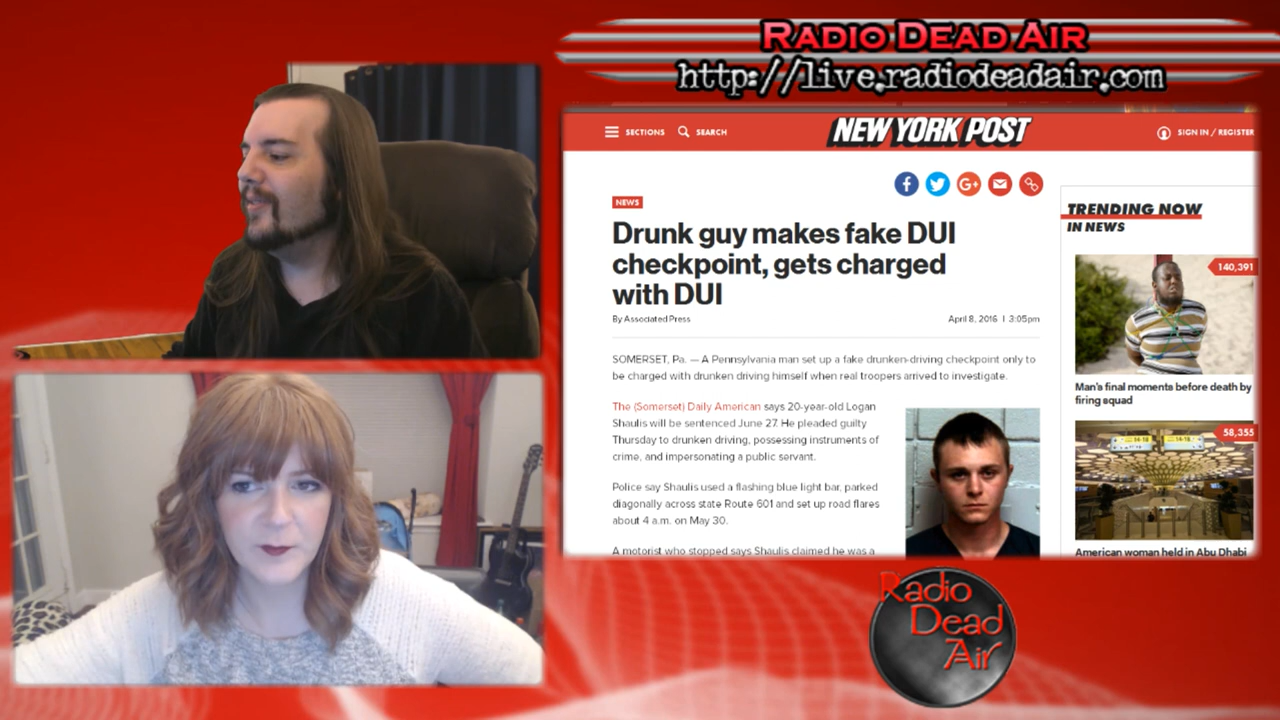 RADIO DEAD AIR
http://live.radiodeadair.com
SECTIONS
SEARCH
NEW YORK POST
SIGN IN / REGISTER
NEWS
Drunk guy makes fake DUI
checkpoint, gets charged
with DUI
By Associated Press
April 8, 2016 | 3:05pm
SOMERSET, Pa. — A Pennsylvania man set up a fake drunken-driving checkpoint only to
be charged with drunken driving himself when real troopers arrived to investigate.
The (Somerset) Daily American says 20-year-old Logan
Shaulis will be sentenced June 27. He pleaded guilty
Thursday to drunken driving, possessing instruments of
crime, and impersonating a public servant.
Police say Shaulis used a flashing blue light bar, parked
diagonally across state Route 601 and set up road flares
about 4 a.m. on May 30.
A motorist who stopped says Shaulis claimed he was a
TRENDING NOW
IN NEWS
140,391
Man's final moments before death by
firing squad
58,355
American woman held in Abu Dhabi
Radio
Dead
Air